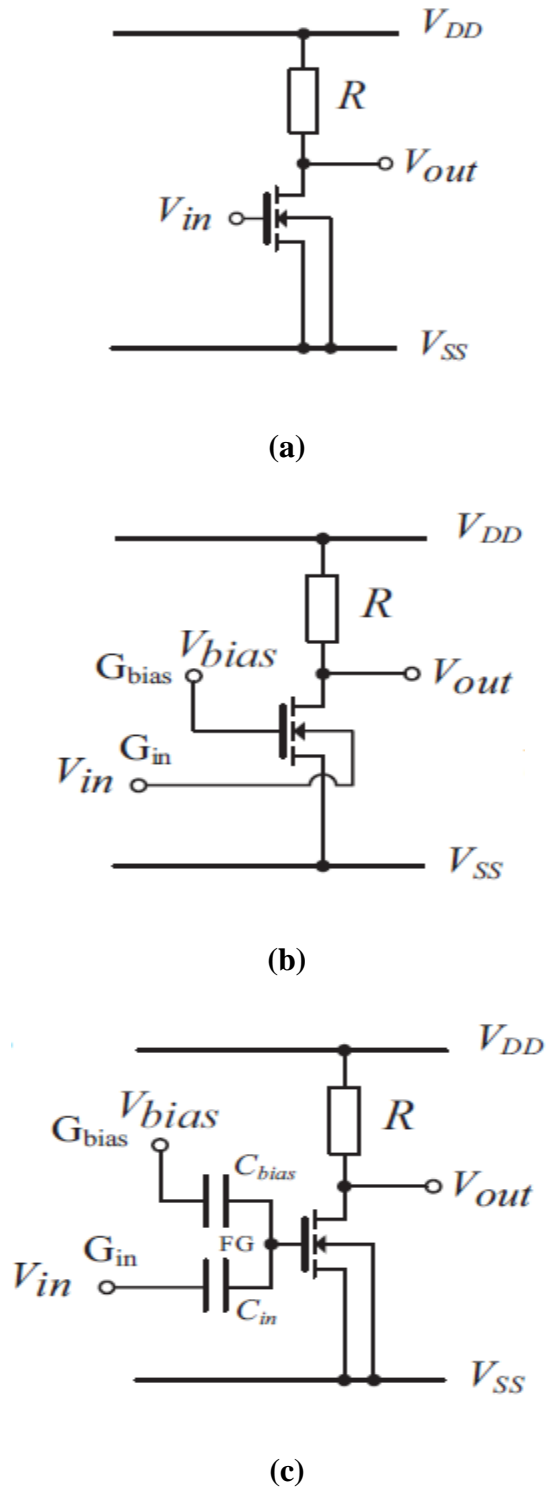 V_DD
R
V_out
V_in
V_SS
(a)
V_DD
R
V_bias
G_bias
V_out
G_in
V_in
V_SS
(b)
V_DD
V_bias
R
G_bias
C_bias
V_out
FG
G_in
V_in
C_in
V_SS
(c)